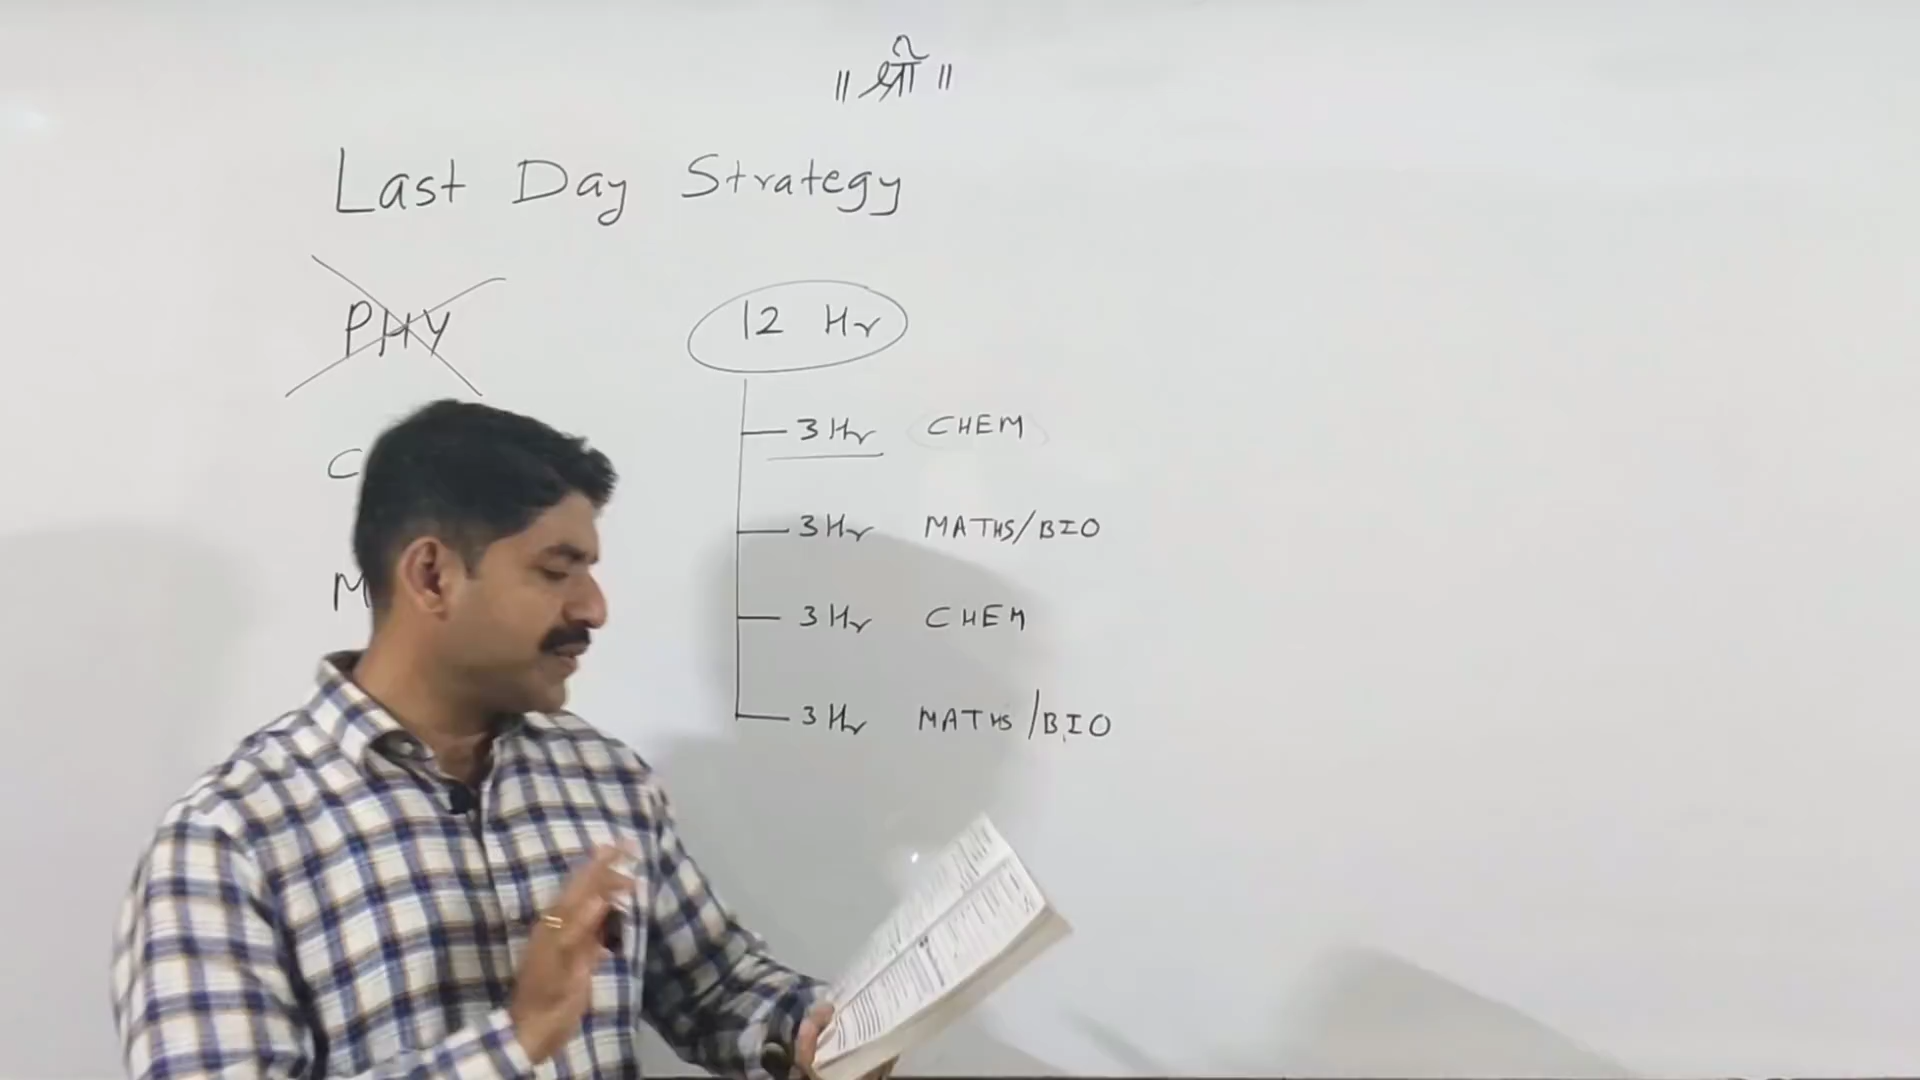 ॥ श्री ॥
Last Day Strategy
PHY
12 Hr
3 Hr CHEM
C
3 Hr MATHS/BIO
M
3 Hr CHEM
3 Hr MATHS/BIO